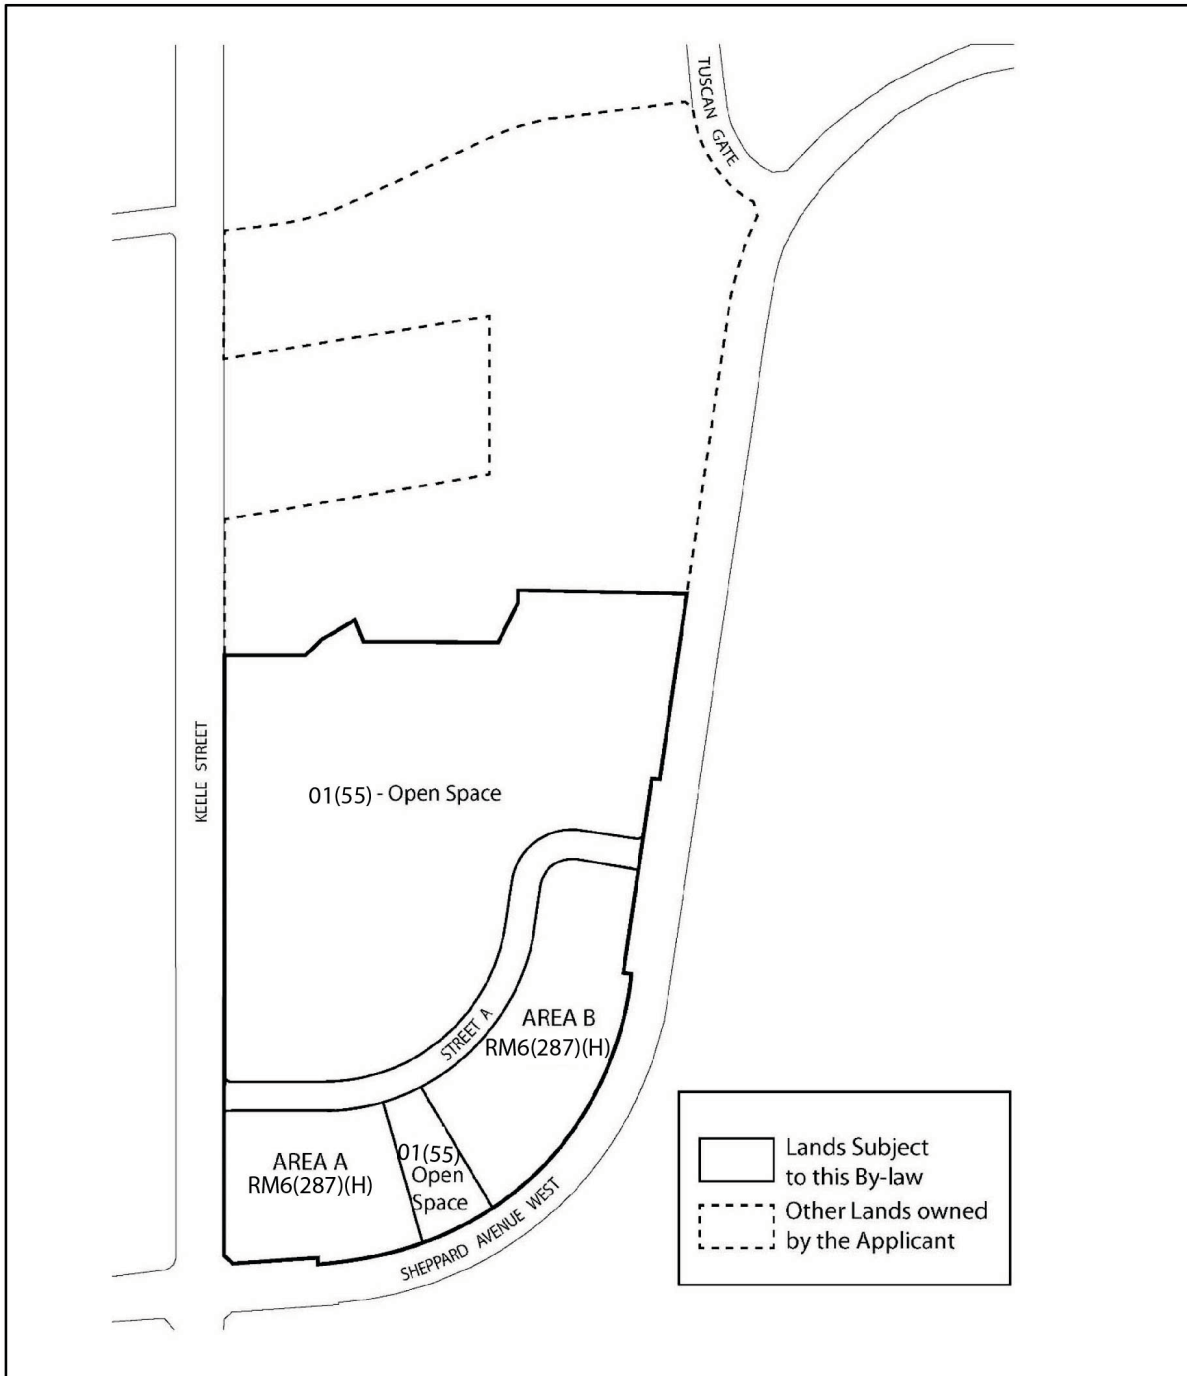 TUSCAN GATE
KEELE STREET
01(55) - Open Space
STREET A
AREA B
RM6(287)(H)
AREA A
RM6(287)(H)
01(55)
Open
Space
SHEPPARD AVENUE WEST
Lands Subject
to this By-law
Other Lands owned
by the Applicant